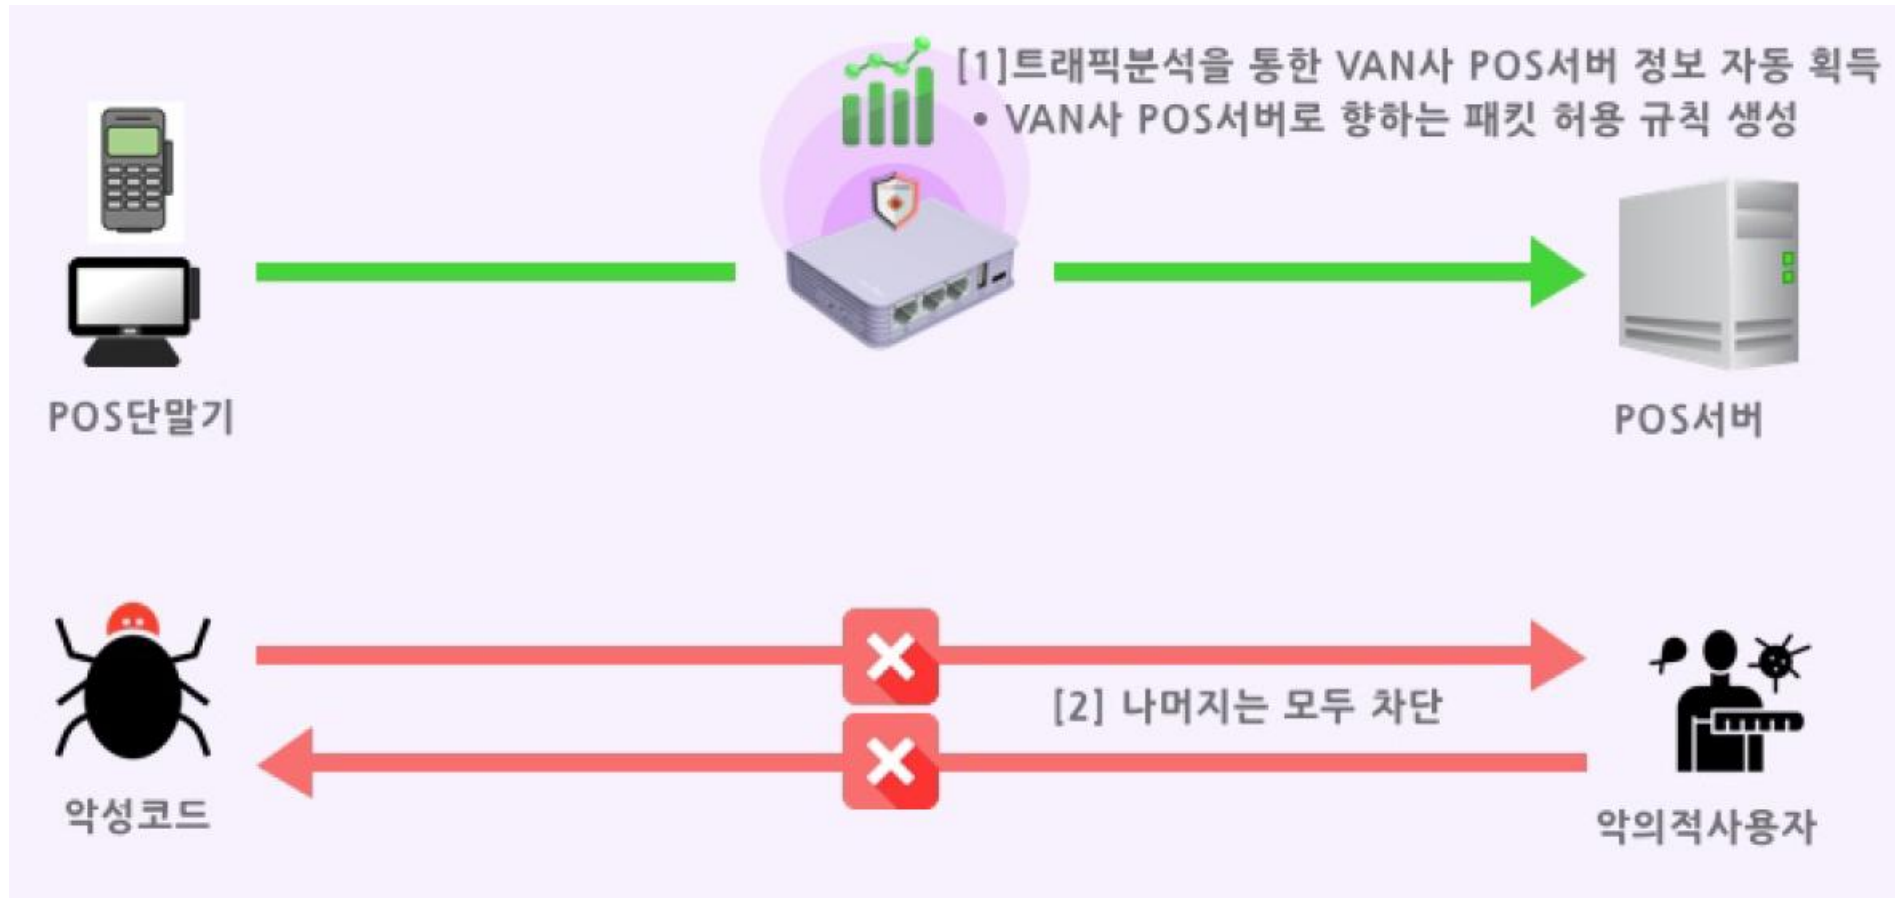 [1]트래픽분석을 통한 VAN사 POS서버 정보 자동 획득
• VAN사 POS서버로 향하는 패킷 허용 규칙 생성
POS단말기
POS서버
[2] 나머지는 모두 차단
악성코드
악의적사용자